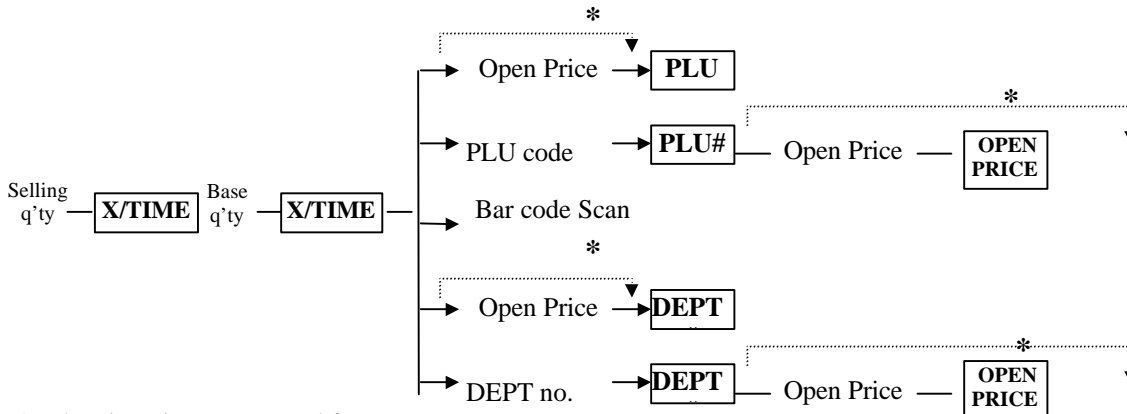 *
Open Price PLU
*
PLU code PLU# Open Price OPEN PRICE
Selling q'ty X/TIME Base q'ty X/TIME
Bar code Scan
*
Open Price DEPT
*
DEPT no. DEPT Open Price OPEN PRICE